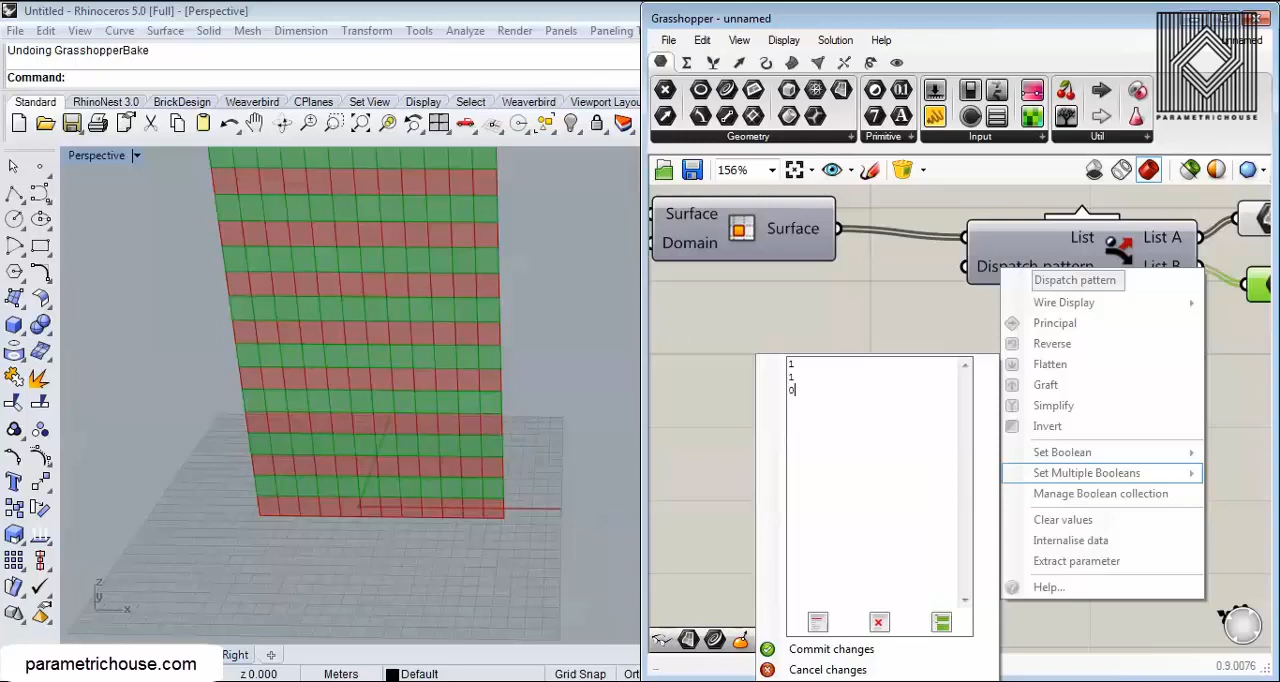 Untitled - Rhinoceros 5.0 [Full] - [Perspective]
File Edit View Curve Surface Solid Mesh Dimension Transform Tools Analyze Render Panels Paneling
Undoing GrasshopperBake
Command:
Standard RhinoNest 3.0 BrickDesign Weaverbird CPlanes Set View Display Select Weaverbird Viewport Layou
Perspective
z
y
x
Right
parametrichouse.com
z 0.000 Meters Default Grid Snap Ort
Grasshopper - unnamed
File Edit View Display Solution Help
unnamed
PARAMETRICHOUSE
Geometry Primitive Input Util
156%
Surface
Domain
Surface
List
Dispatch pattern
List A
List B
Dispatch pattern
Wire Display
Principal
Reverse
Flatten
Graft
Simplify
Invert
Set Boolean
Set Multiple Booleans
Manage Boolean collection
Clear values
Internalise data
Extract parameter
Help...
1
1
0
Commit changes
Cancel changes
0.9.0076